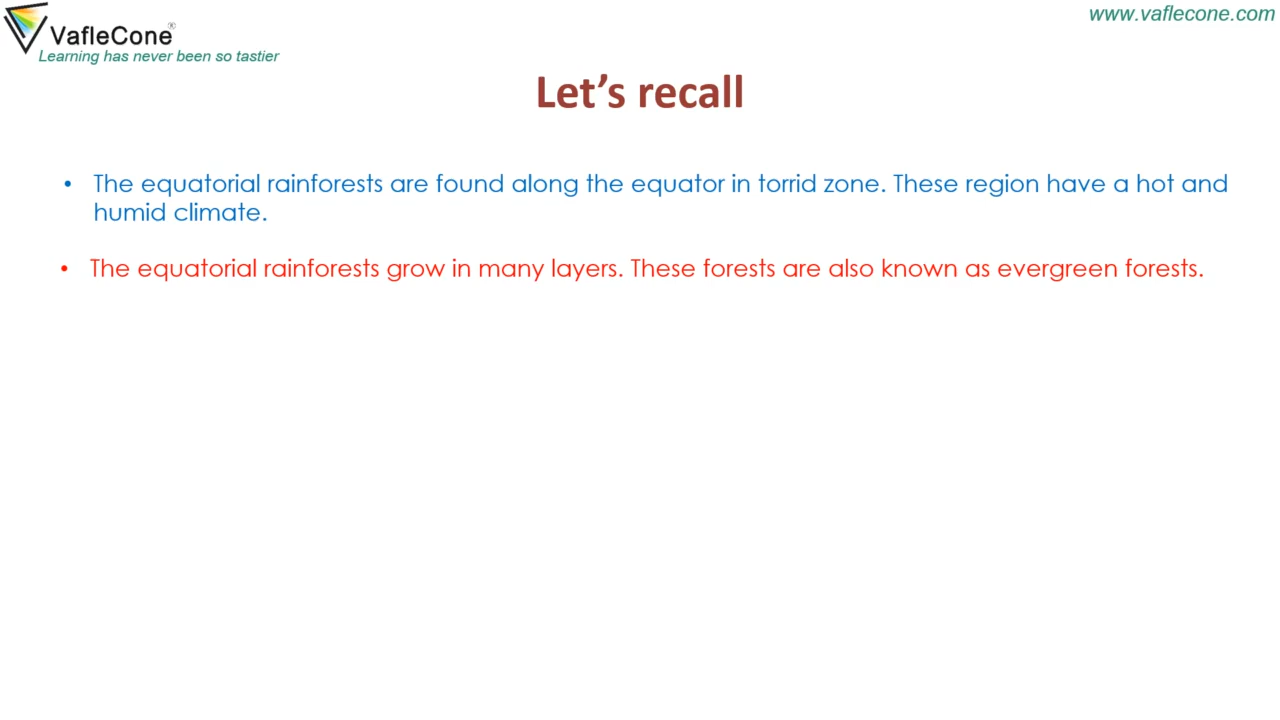 VafleCone®
Learning has never been so tastier
www.vaflecone.com
Let’s recall
• The equatorial rainforests are found along the equator in torrid zone. These region have a hot and
humid climate.
• The equatorial rainforests grow in many layers. These forests are also known as evergreen forests.